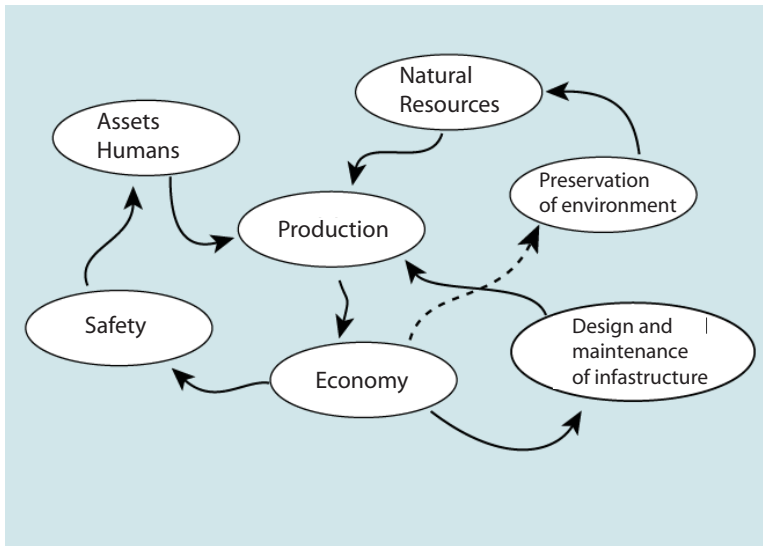 Natural
Resources
Assets
Humans
Preservation
of environment
Production
Safety
Design and
maintenance
of infastructure
Economy